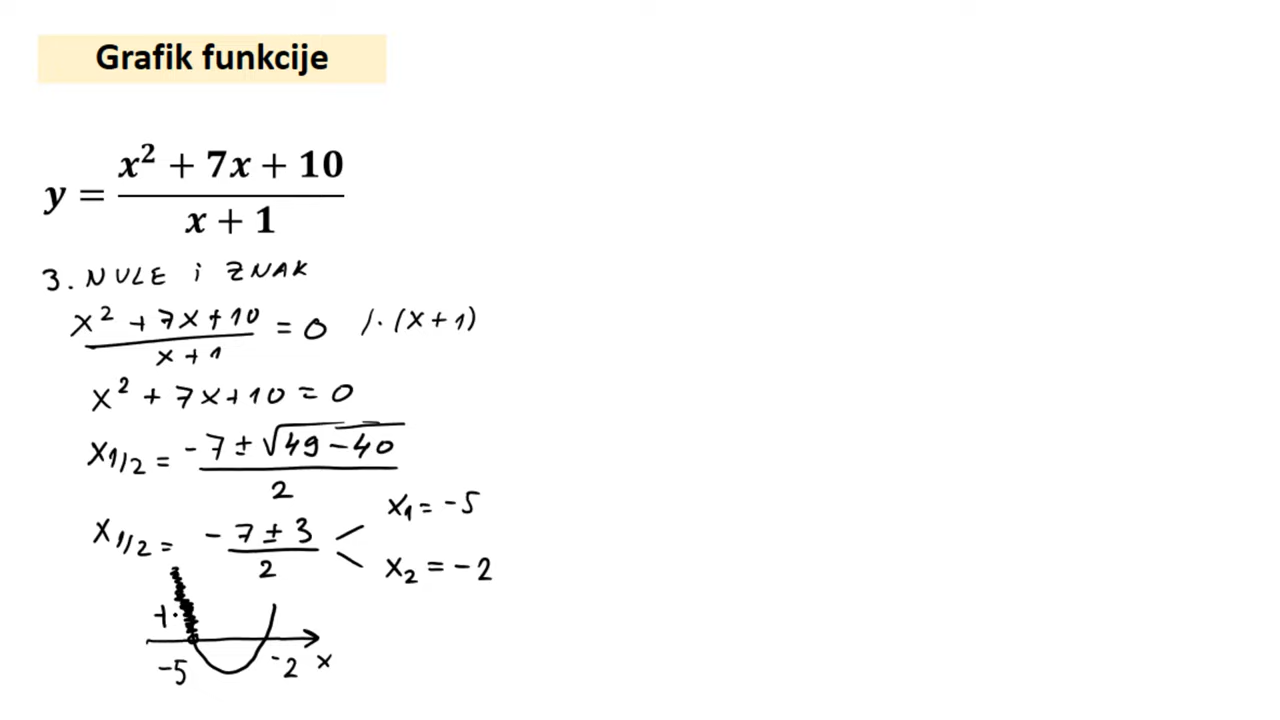 Grafik funkcije
y = (x² + 7x + 10) / (x + 1)
3. NULE i ZNAK
(x² + 7x + 10) / (x + 1) = 0 /· (x + 1)
x² + 7x + 10 = 0
x₁/₂ = (-7 ± √(49 - 40)) / 2
x₁/₂ = (-7 ± 3) / 2
x₁ = -5
x₂ = -2
+
-5 -2 x